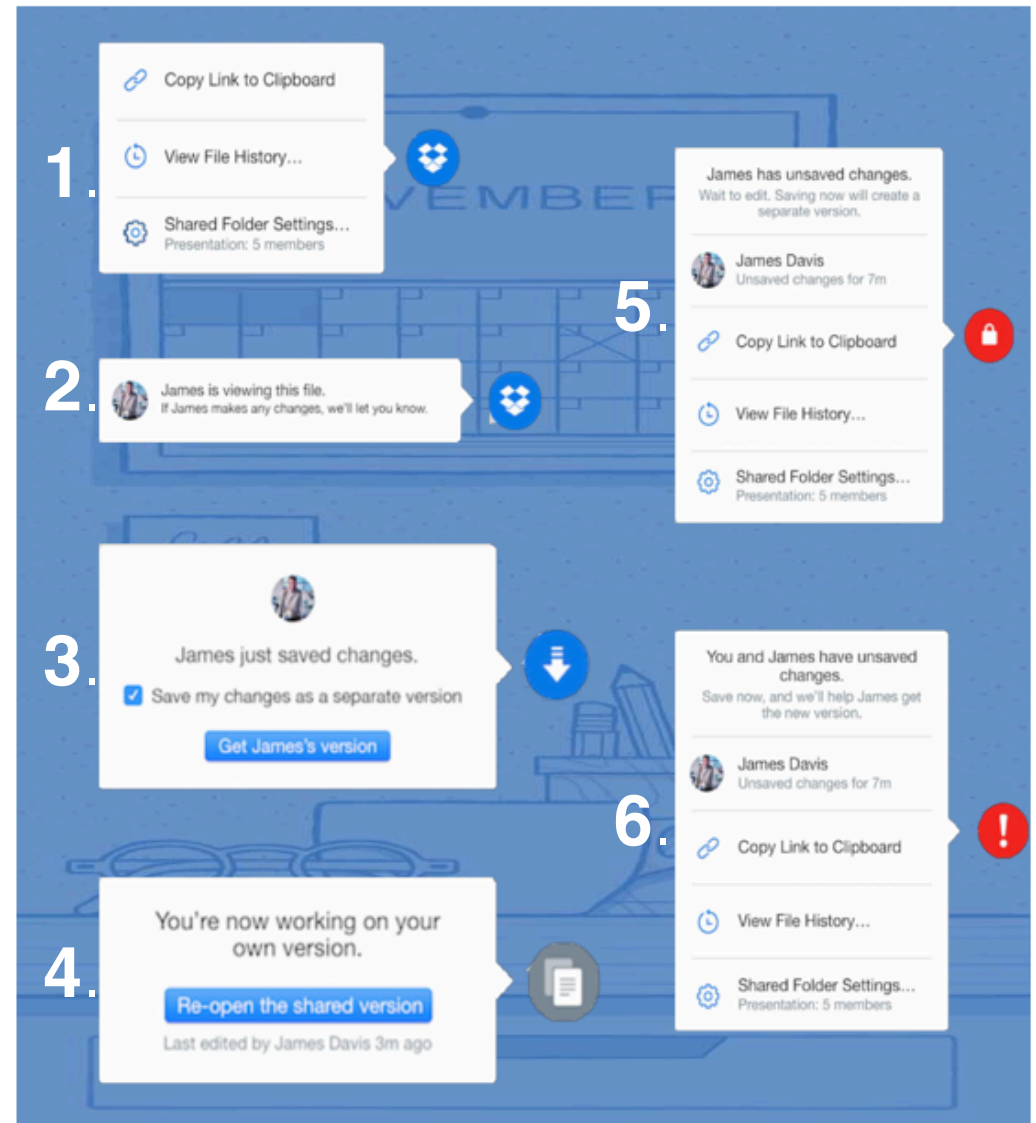 1.
Copy Link to Clipboard
View File History...
Shared Folder Settings...
Presentation: 5 members
VEMBER
2.
James is viewing this file.
If James makes any changes, we'll let you know.
3.
James just saved changes.
Save my changes as a separate version
Get James's version
4.
You're now working on your
own version.
Re-open the shared version
Last edited by James Davis 3m ago
5.
James has unsaved changes.
Wait to edit. Saving now will create a
separate version.
James Davis
Unsaved changes for 7m
Copy Link to Clipboard
View File History...
Shared Folder Settings...
Presentation: 5 members
6.
You and James have unsaved
changes.
Save now, and we'll help James get
the new version.
James Davis
Unsaved changes for 7m
Copy Link to Clipboard
View File History...
Shared Folder Settings...
Presentation: 5 members